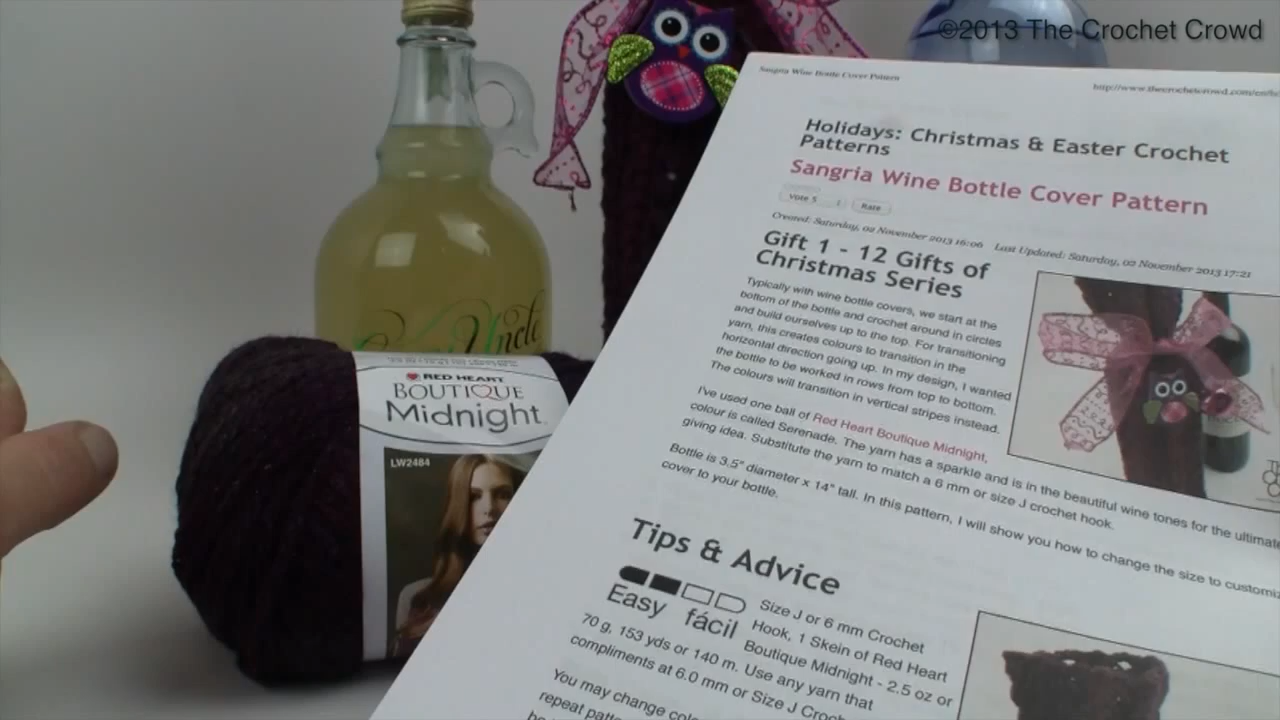 ©2013 The Crochet Crowd
Sangria Wine Bottle Cover Pattern
http://www.thecrochetcrowd.com/en/
Holidays: Christmas & Easter Crochet
Patterns
Sangria Wine Bottle Cover Pattern
Vote 5
Rate
Created: Saturday, 02 November 2013 16:06 Last Updated: Saturday, 02 November 2013 17:21
Gift 1 - 12 Gifts of
Christmas Series
Typically with wine bottle covers, we start at the
bottom of the bottle and crochet around in circles
and build ourselves up to the top. For transitioning
yarn, this creates colours to transition in the
horizontal direction going up. In my design, I wanted
the bottle to be worked in rows from top to bottom.
The colours will transition in vertical stripes instead.
I've used one ball of Red Heart Boutique Midnight,
colour is called Serenade. The yarn has a sparkle and is in the beautiful wine tones for the ultimate
giving idea. Substitute the yarn to match a 6 mm or size J crochet hook.
Bottle is 3.5" diameter x 14" tall. In this pattern, I will show you how to change the size to customi
cover to your bottle.
Tips & Advice
Easy fácil
Size J or 6 mm Crochet
Hook, 1 Skein of Red Heart
Boutique Midnight - 2.5 oz or
70 g, 153 yds or 140 m. Use any yarn that
compliments at 6.0 mm or Size J Croch
You may change colo
repeat patte
Uncle
RED HEART
BOUTIQUE
Midnight
LW2484